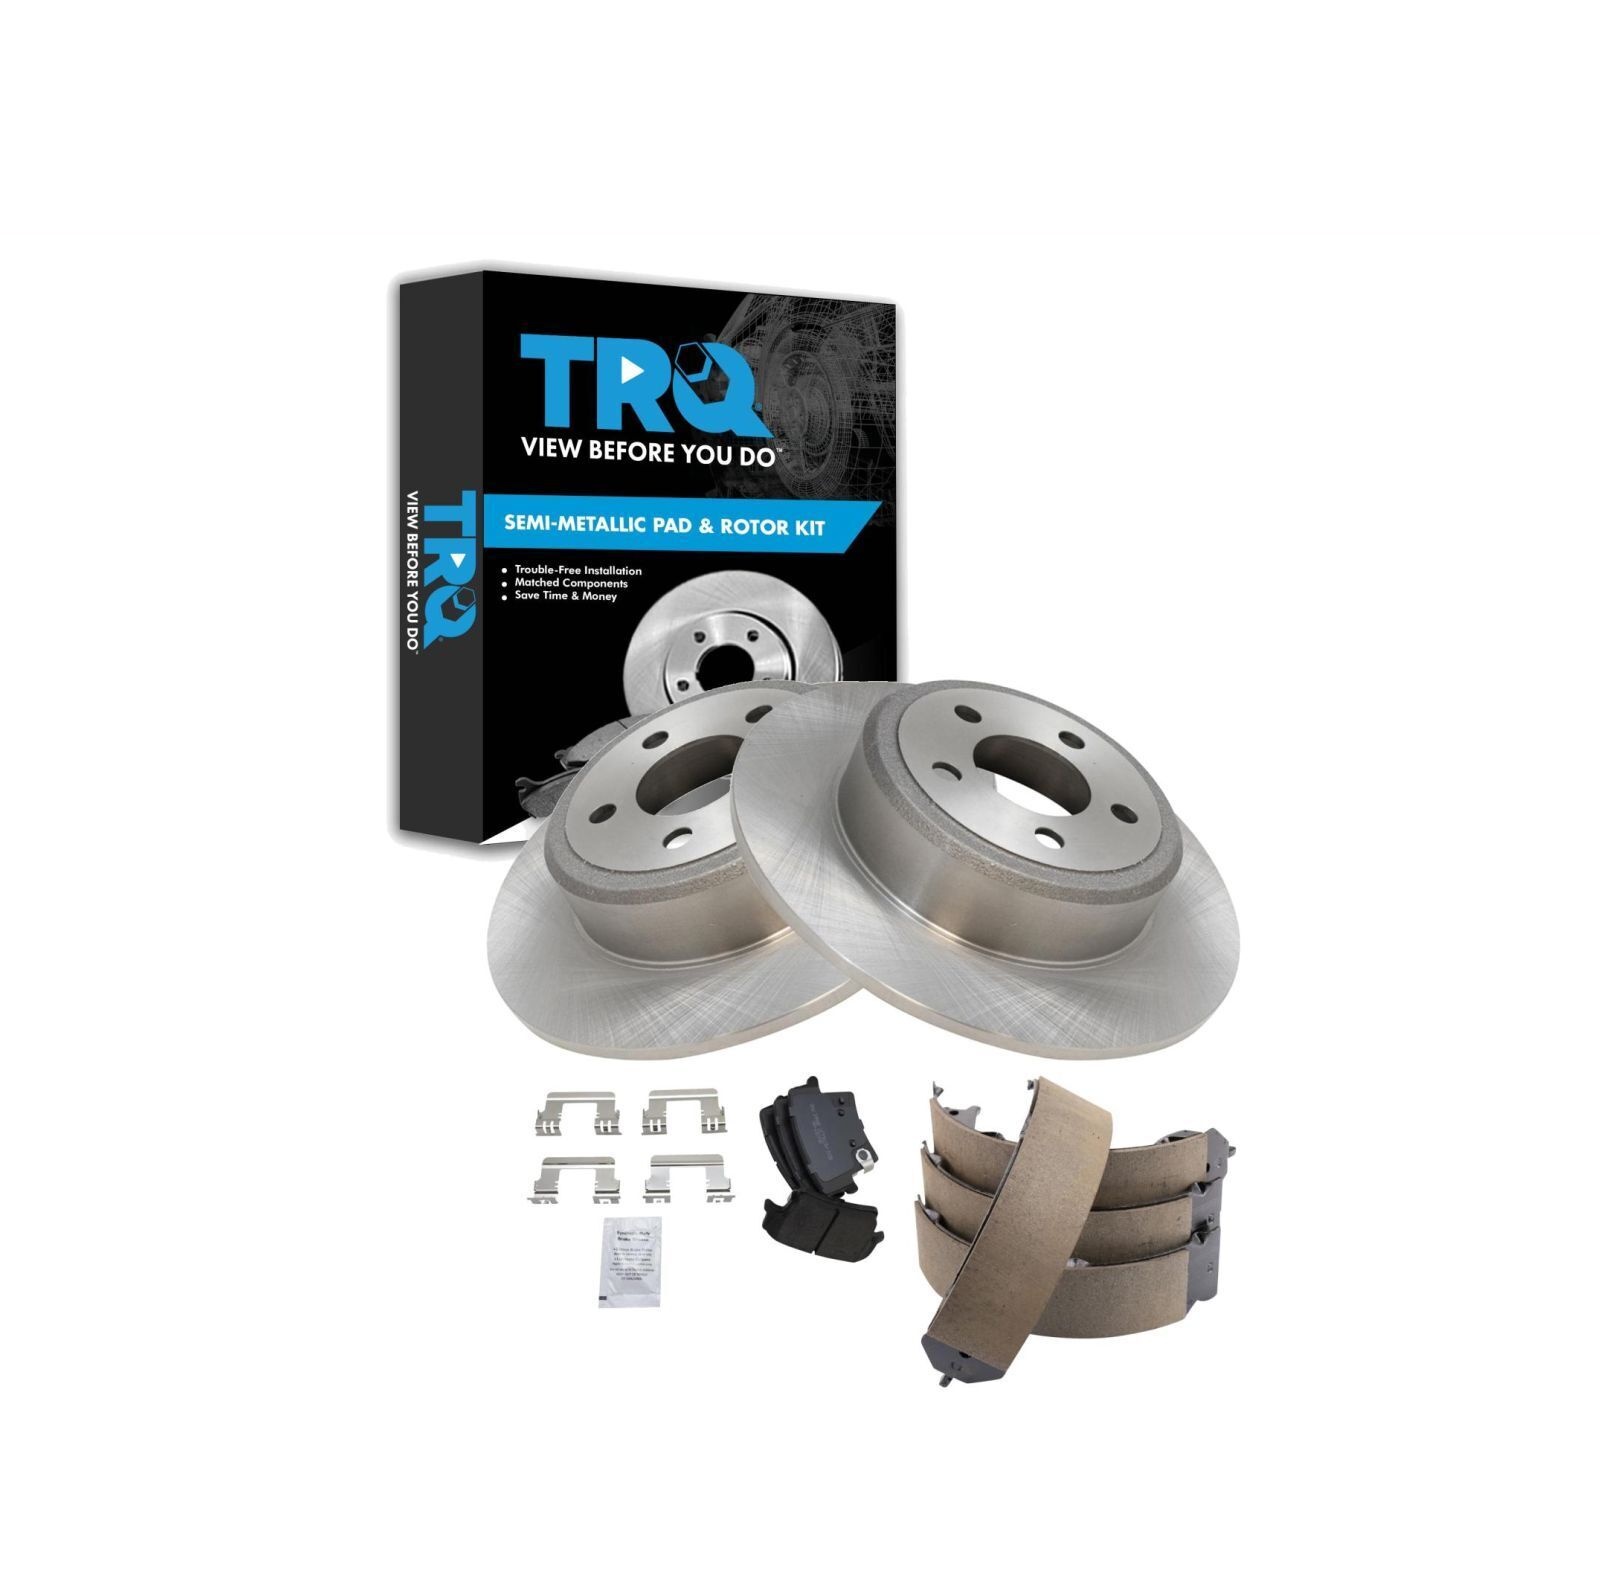 TRQ®
VIEW BEFORE YOU DO™
SEMI-METALLIC PAD & ROTOR KIT
• Trouble-Free Installation
• Matched Components
• Save Time & Money
TRQ
VIEW BEFORE YOU DO™